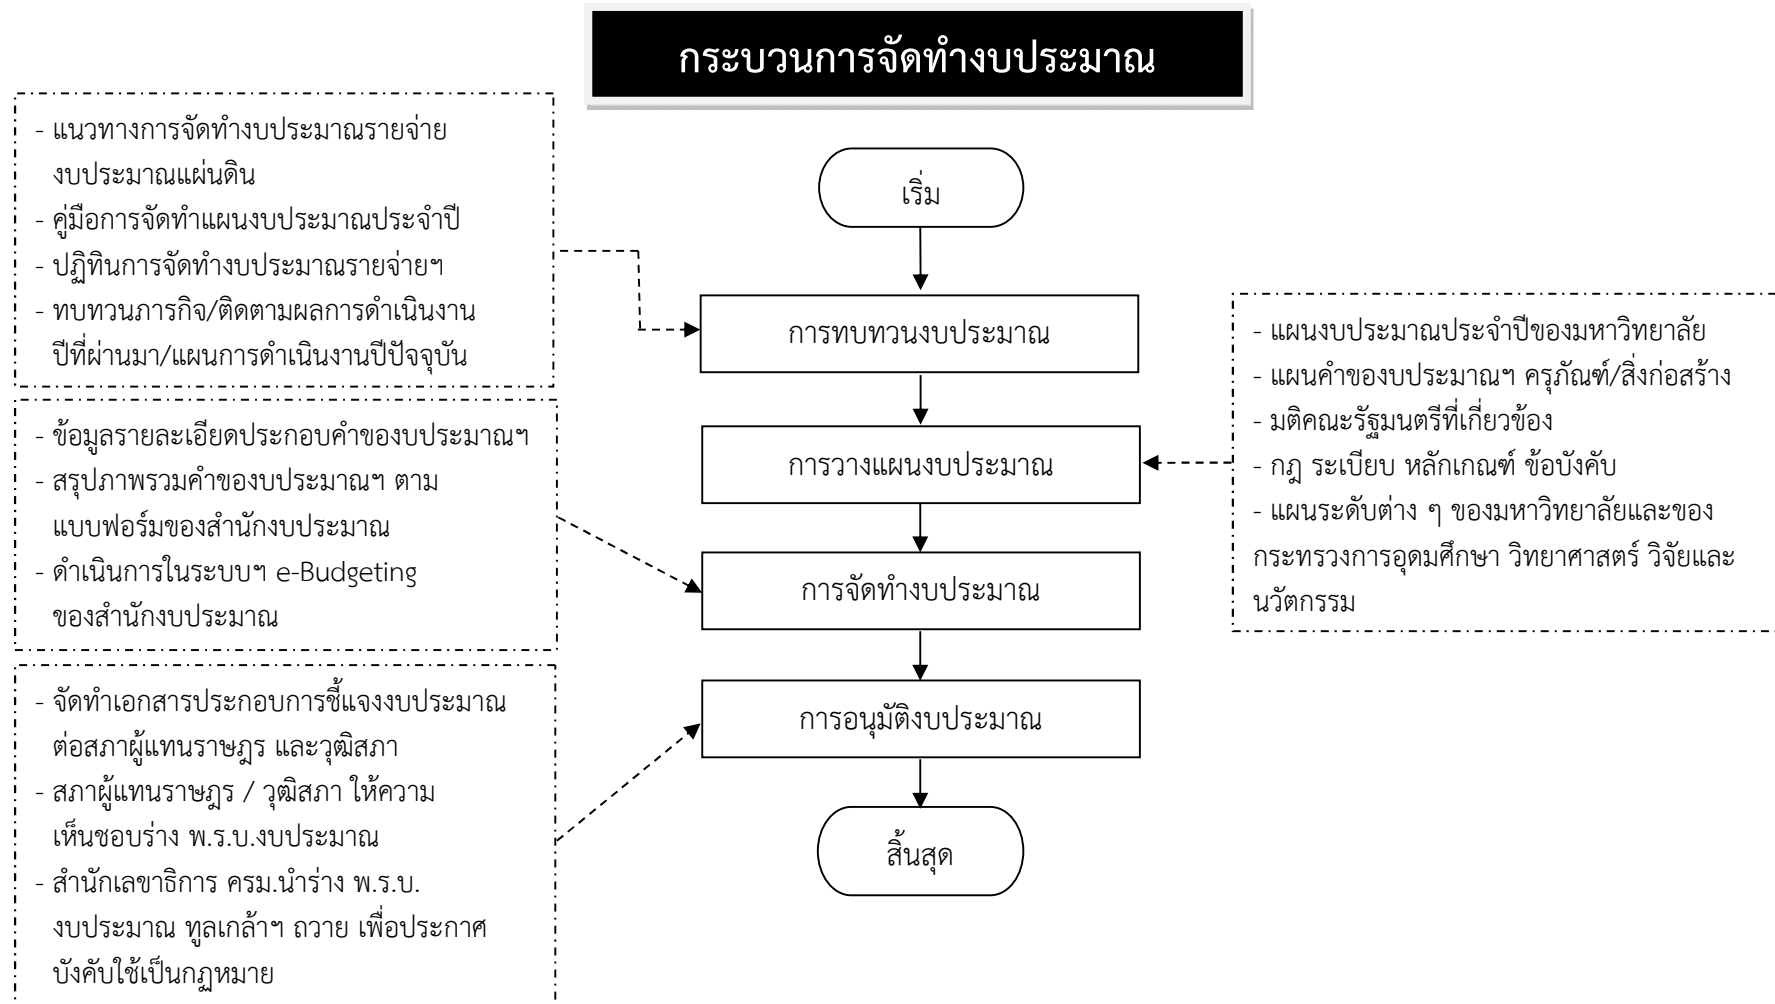 กระบวนการจัดทำงบประมาณ
- แนวทางการจัดทำงบประมาณรายจ่าย
งบประมาณแผ่นดิน
- คู่มือการจัดทำแผนงบประมาณประจำปี
- ปฏิทินการจัดทำงบประมาณรายจ่ายฯ
- ทบทวนภารกิจ/ติดตามผลการดำเนินงาน
ปีที่ผ่านมา/แผนการดำเนินงานปีปัจจุบัน
- ข้อมูลรายละเอียดประกอบคำของบประมาณฯ
- สรุปภาพรวมคำของบประมาณฯ ตาม
แบบฟอร์มของสำนักงบประมาณ
- ดำเนินการในระบบฯ e-Budgeting
ของสำนักงบประมาณ
- จัดทำเอกสารประกอบการชี้แจงงบประมาณ
ต่อสภาผู้แทนราษฎร และวุฒิสภา
- สภาผู้แทนราษฎร / วุฒิสภา ให้ความ
เห็นชอบร่าง พ.ร.บ.งบประมาณ
- สำนักเลขาธิการ ครม.นำร่าง พ.ร.บ.
งบประมาณ ทูลเกล้าฯ ถวาย เพื่อประกาศ
บังคับใช้เป็นกฎหมาย
เริ่ม
การทบทวนงบประมาณ
การวางแผนงบประมาณ
การจัดทำงบประมาณ
การอนุมัติงบประมาณ
สิ้นสุด
- แผนงบประมาณประจำปีของมหาวิทยาลัย
- แผนคำของบประมาณฯ ครุภัณฑ์/สิ่งก่อสร้าง
- มติคณะรัฐมนตรีที่เกี่ยวข้อง
- กฎ ระเบียบ หลักเกณฑ์ ข้อบังคับ
- แผนระดับต่าง ๆ ของมหาวิทยาลัยและของ
กระทรวงการอุดมศึกษา วิทยาศาสตร์ วิจัยและ
นวัตกรรม